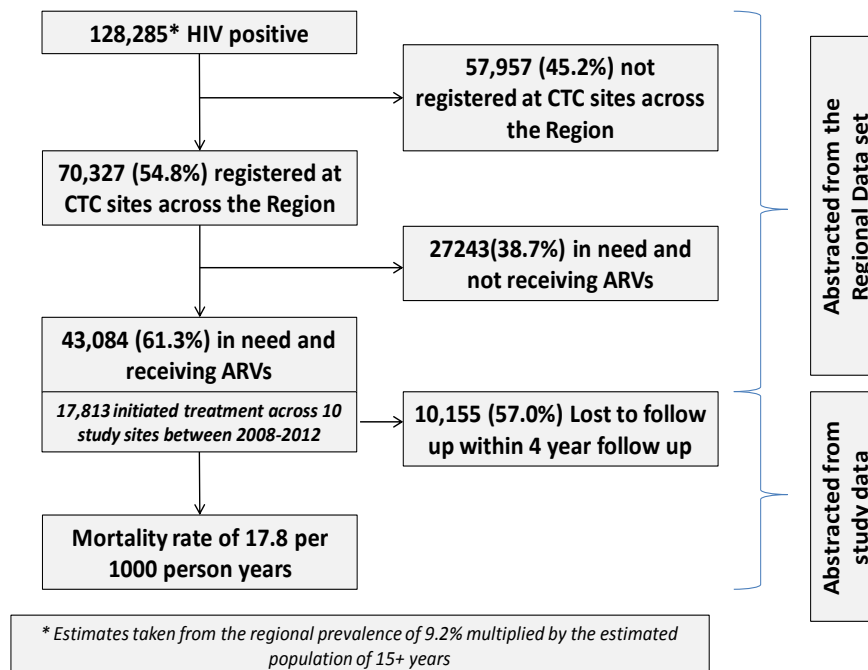 128,285* HIV positive
57,957 (45.2%) not
registered at CTC sites across
the Region
70,327 (54.8%) registered at
CTC sites across the Region
27243(38.7%) in need and
not receiving ARVs
43,084 (61.3%) in need and
receiving ARVs
17,813 initiated treatment across 10
study sites between 2008-2012
10,155 (57.0%) Lost to follow
up within 4 year follow up
Mortality rate of 17.8 per
1000 person years
* Estimates taken from the regional prevalence of 9.2% multiplied by the estimated
population of 15+ years
Abstracted from the
Regional Data set
Abstracted from
study data